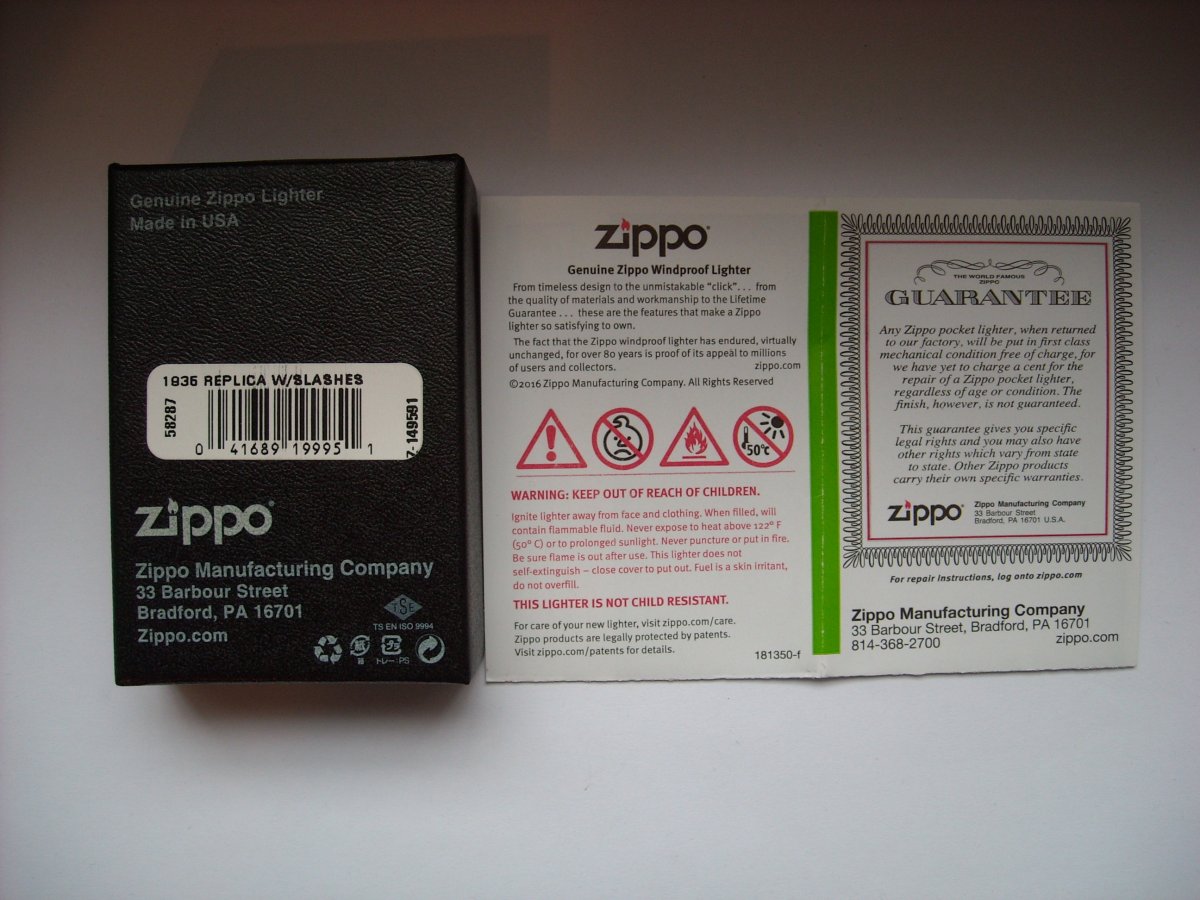 Genuine Zippo Lighter
Made in USA
1935 REPLICA W/SLASHES
58287
7-149591
0 41689 19995 1
zippo
Zippo Manufacturing Company
33 Barbour Street
Bradford, PA 16701
Zippo.com
TSE
TS EN ISO 9994
箱
トレー:PS
zippo
Genuine Zippo Windproof Lighter
From timeless design to the unmistakable “click”. . . from
the quality of materials and workmanship to the Lifetime
Guarantee . . . these are the features that make a Zippo
lighter so satisfying to own.
The fact that the Zippo windproof lighter has endured, virtually
unchanged, for over 80 years is proof of its appeal to millions
of users and collectors.
zippo.com
©2016 Zippo Manufacturing Company. All Rights Reserved
50°C
WARNING: KEEP OUT OF REACH OF CHILDREN.
Ignite lighter away from face and clothing. When filled, will
contain flammable fluid. Never expose to heat above 122° F
(50° C) or to prolonged sunlight. Never puncture or put in fire.
Be sure flame is out after use. This lighter does not
self-extinguish – close cover to put out. Fuel is a skin irritant,
do not overfill.
THIS LIGHTER IS NOT CHILD RESISTANT.
For care of your new lighter, visit zippo.com/care.
Zippo products are legally protected by patents.
Visit zippo.com/patents for details.
181350-f
THE WORLD FAMOUS
ZIPPO
GUARANTEE
Any Zippo pocket lighter, when returned
to our factory, will be put in first class
mechanical condition free of charge, for
we have yet to charge a cent for the
repair of a Zippo pocket lighter,
regardless of age or condition. The
finish, however, is not guaranteed.
This guarantee gives you specific
legal rights and you may also have
other rights which vary from state
to state. Other Zippo products
carry their own specific warranties.
zippo
Zippo Manufacturing Company
33 Barbour Street
Bradford, PA 16701 U.S.A.
For repair instructions, log onto zippo.com
Zippo Manufacturing Company
33 Barbour Street, Bradford, PA 16701
814-368-2700
zippo.com